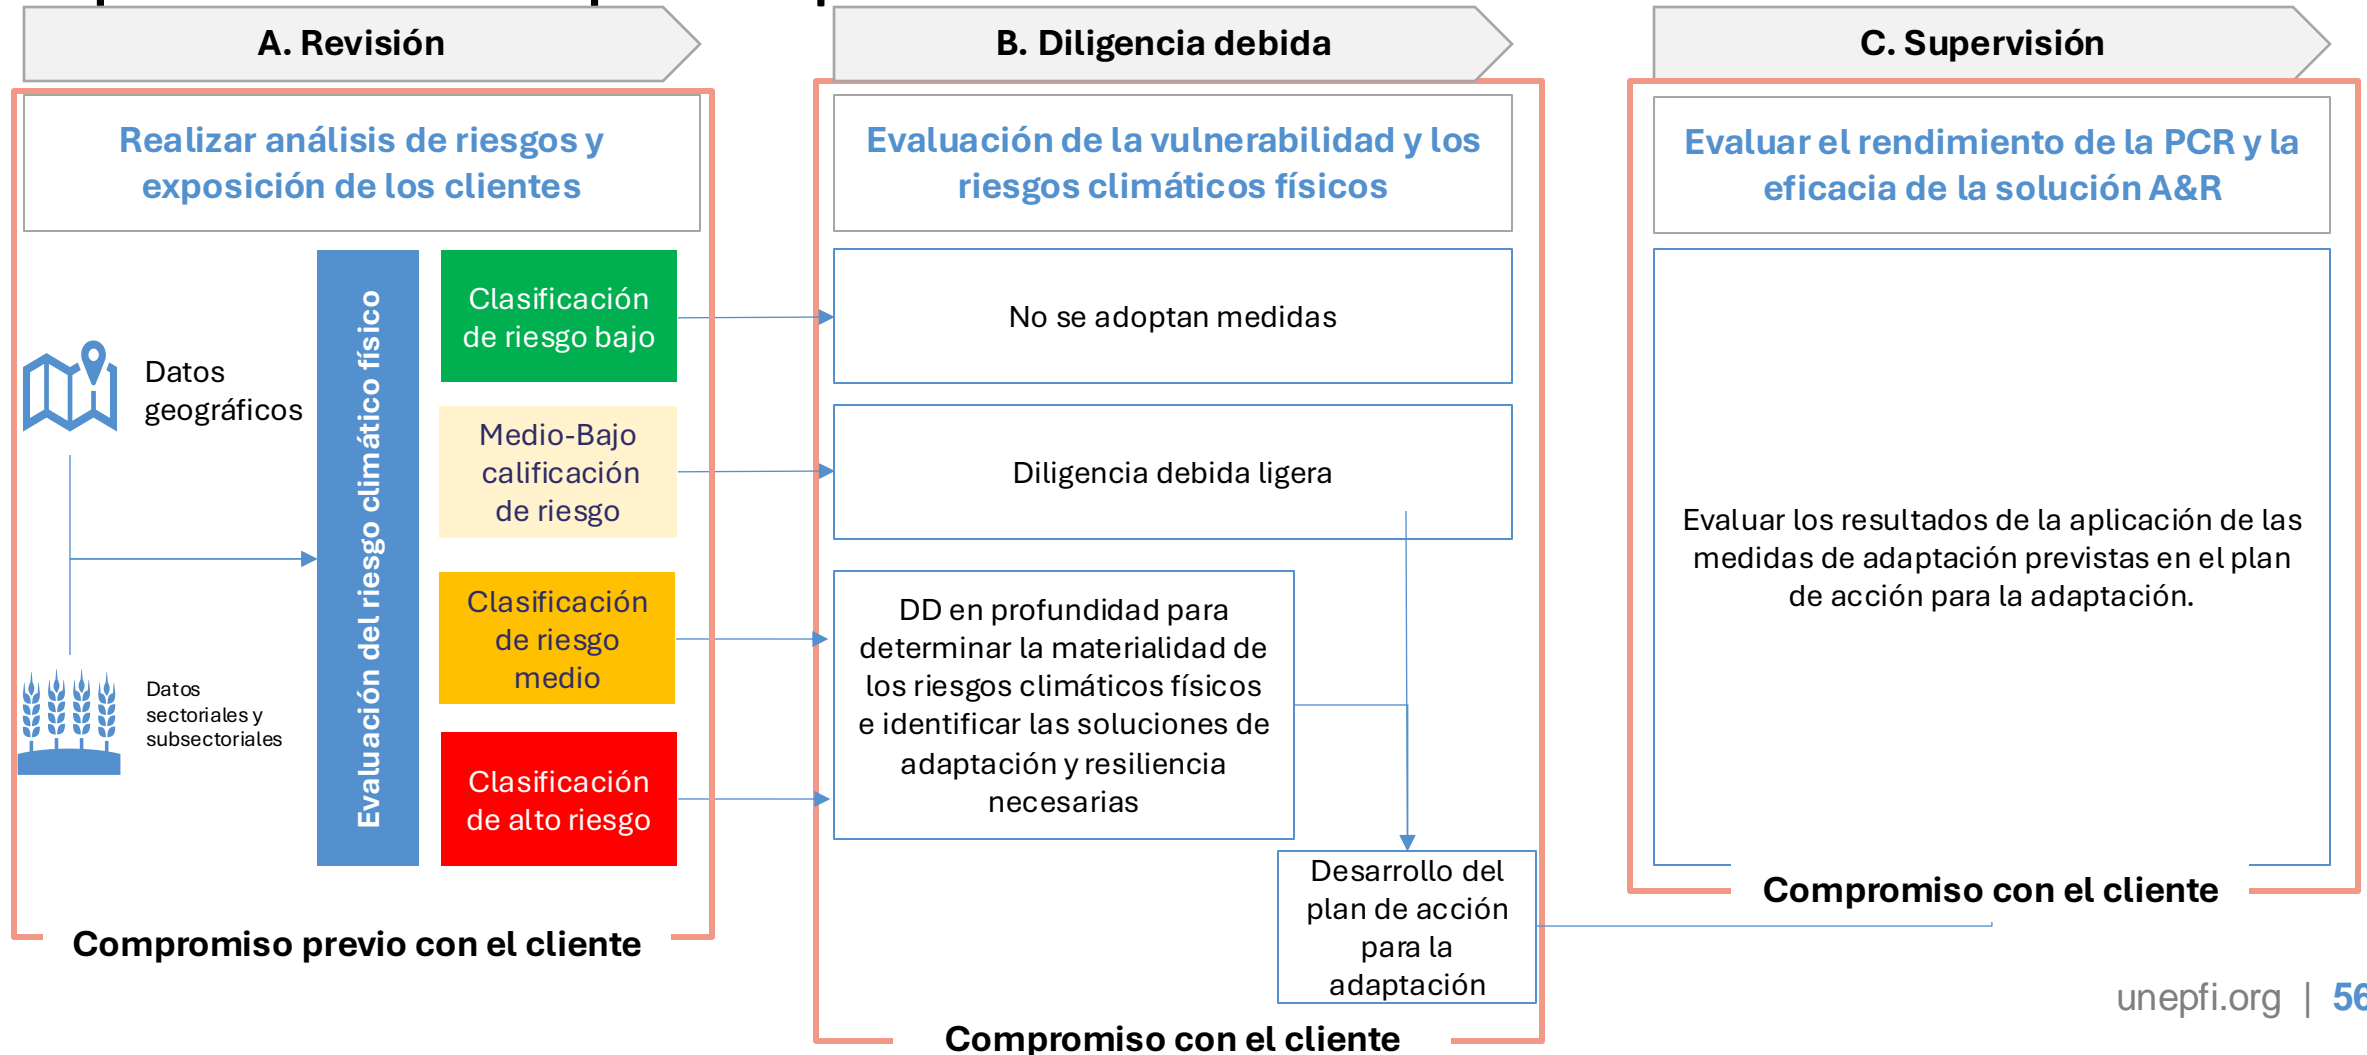 A. Revisión
Realizar análisis de riesgos y
exposición de los clientes
Datos
geográficos
Datos
sectoriales y
subsectoriales
Evaluación del riesgo climático físico
Clasificación
de riesgo bajo
Medio-Bajo
calificación
de riesgo
Clasificación
de riesgo
medio
Clasificación
de alto riesgo
Compromiso previo con el cliente
B. Diligencia debida
Evaluación de la vulnerabilidad y los
riesgos climáticos físicos
No se adoptan medidas
Diligencia debida ligera
DD en profundidad para
determinar la materialidad de
los riesgos climáticos físicos
e identificar las soluciones de
adaptación y resiliencia
necesarias
Desarrollo del
plan de acción
para la
adaptación
Compromiso con el cliente
C. Supervisión
Evaluar el rendimiento de la PCR y la
eficacia de la solución A&R
Evaluar los resultados de la aplicación de las
medidas de adaptación previstas en el plan
de acción para la adaptación.
Compromiso con el cliente
unepfi.org | 56